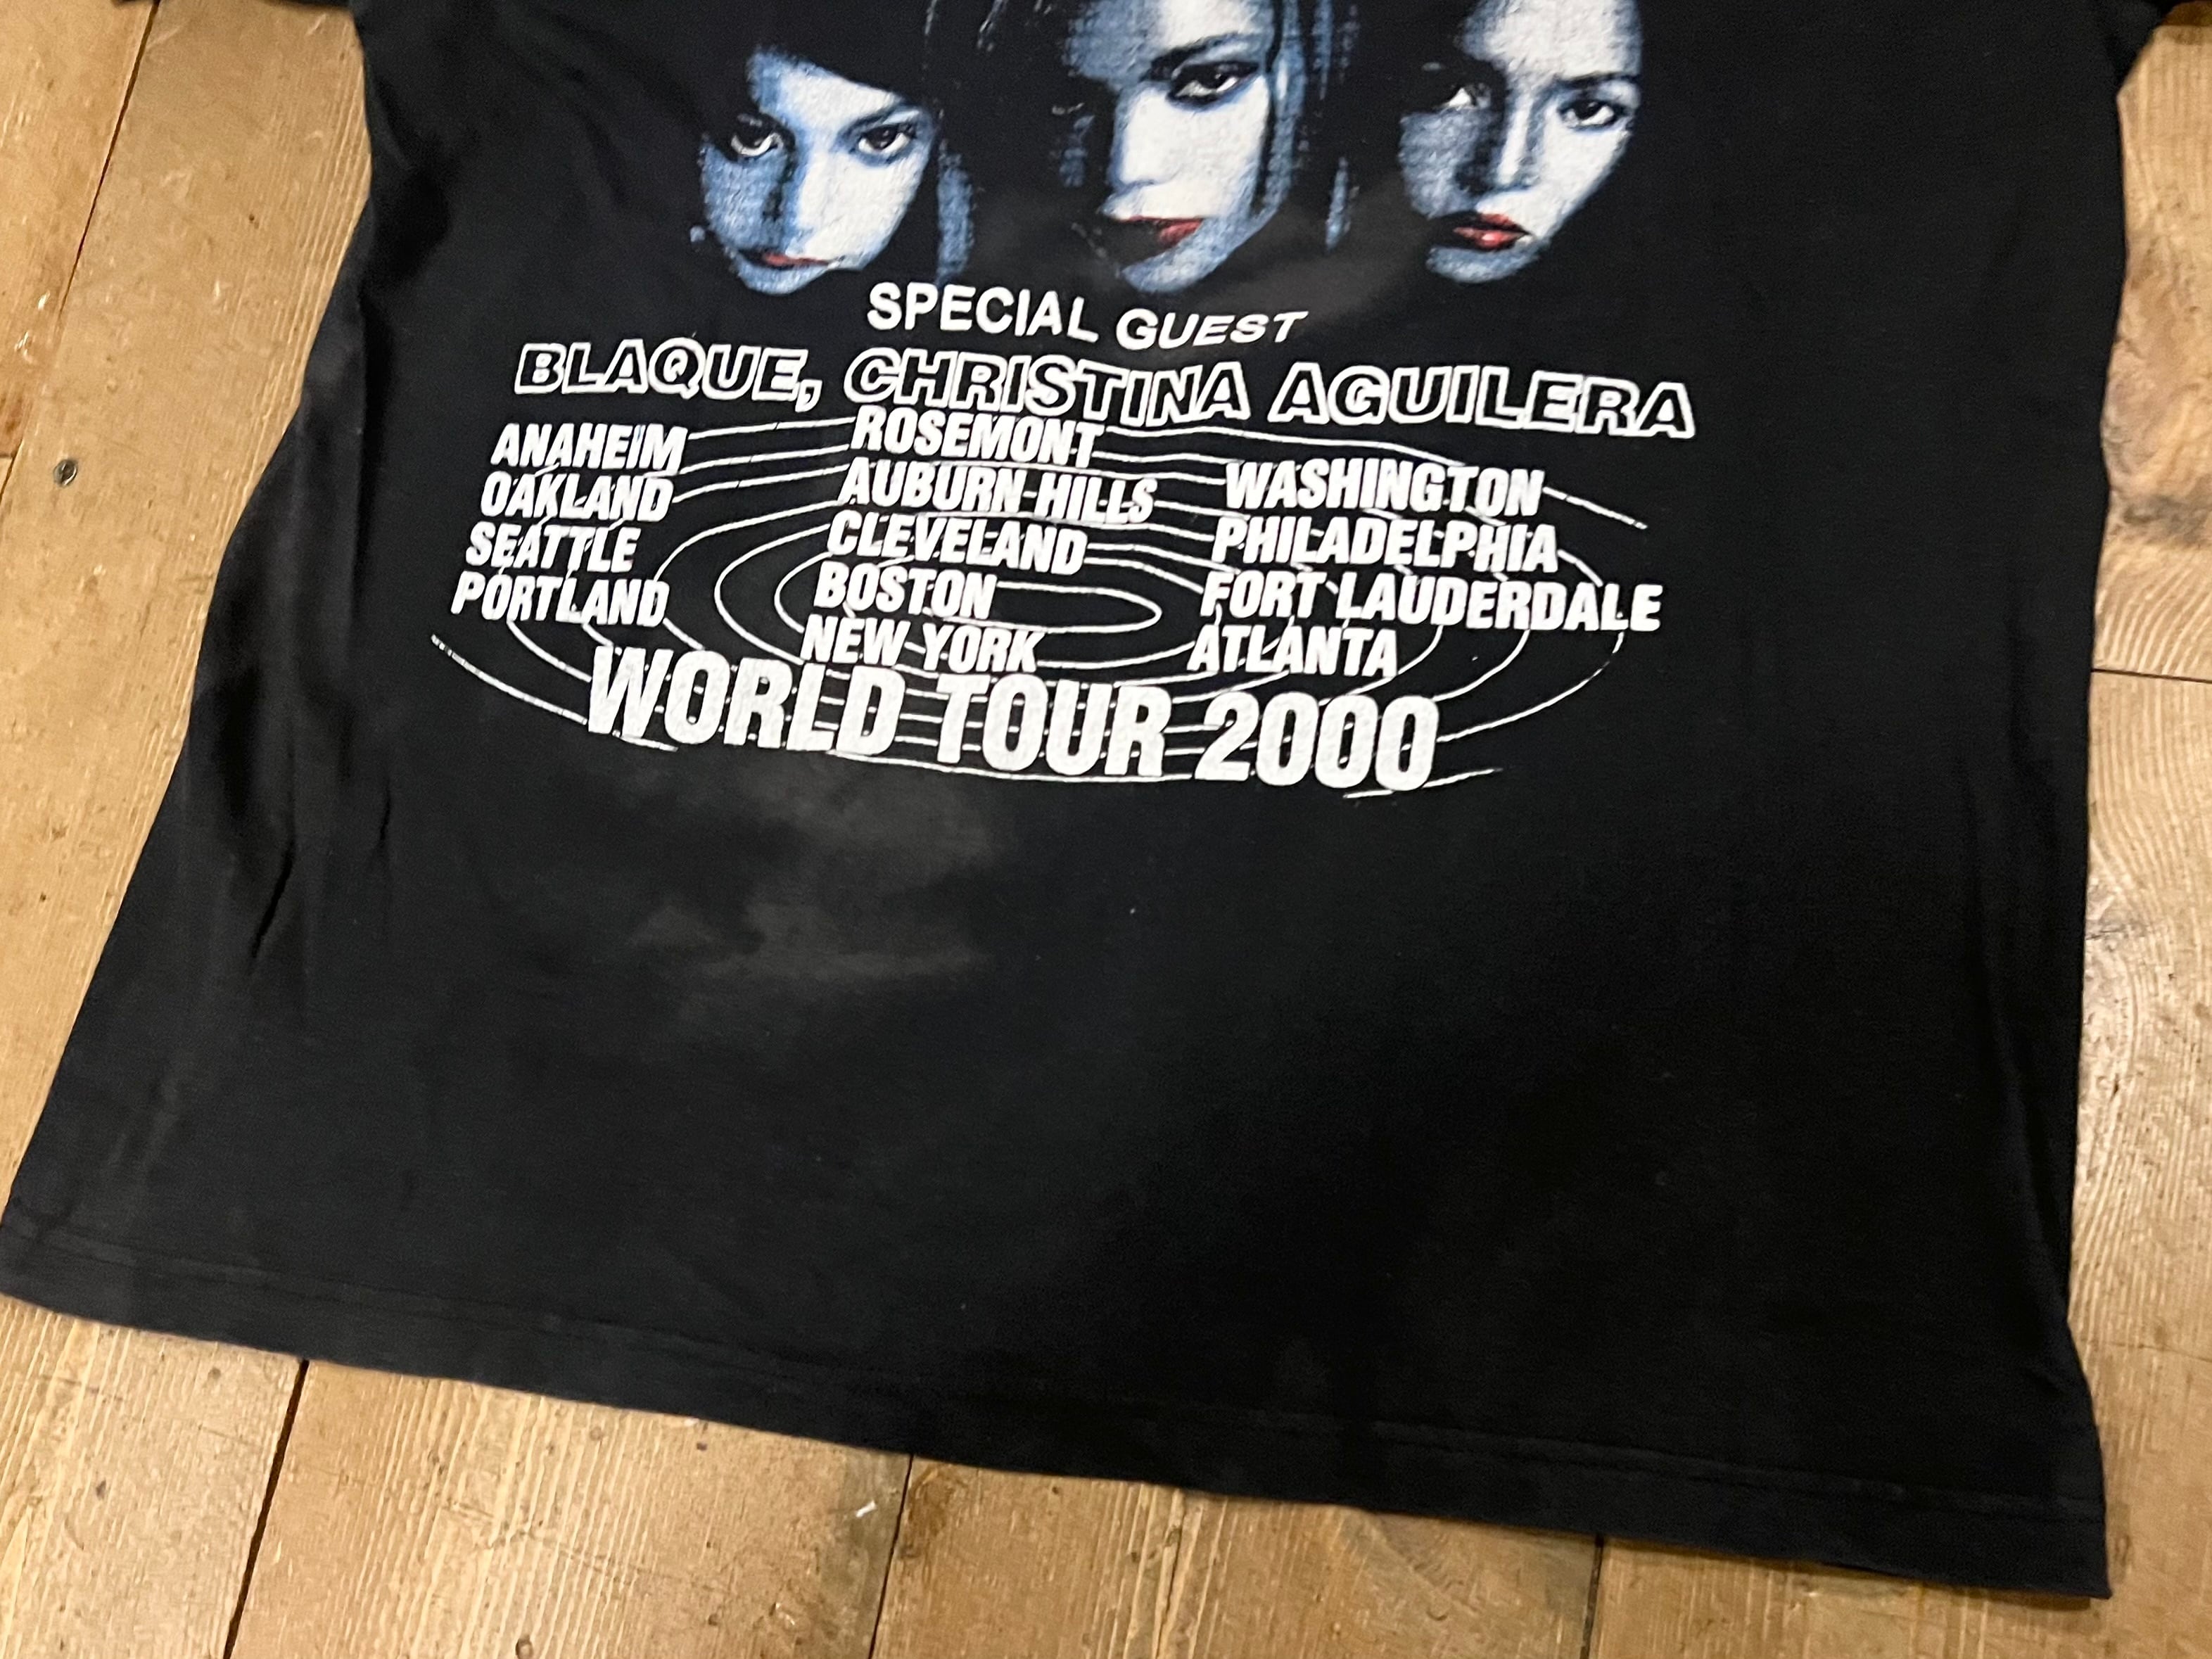 SPECIAL GUEST
BLAQUE, CHRISTINA AGUILERA
ANAHEIM
OAKLAND
SEATTLE
PORTLAND
ROSEMONT
AUBURN HILLS
CLEVELAND
BOSTON
NEW YORK
WASHINGTON
PHILADELPHIA
FORT LAUDERDALE
ATLANTA
WORLD TOUR 2000